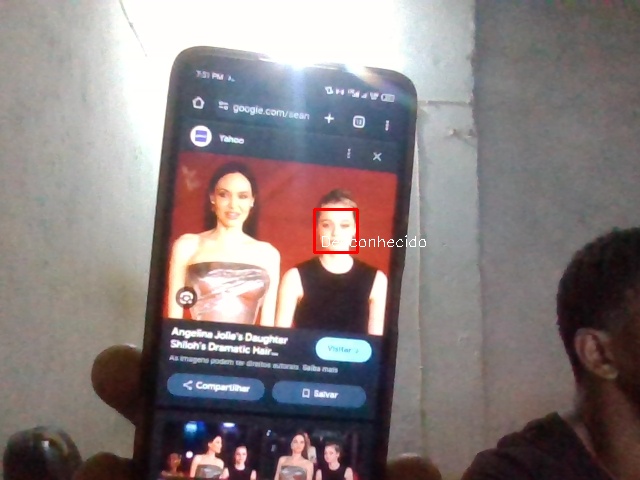 7:51 PM
google.com/sean
Yahoo
Desconhecido
Angelina Jolie's Daughter
Shiloh's Dramatic Hair...
Visitar >
As imagens podem ter direitos autorais. Saiba mais
Compartilhar
Salvar